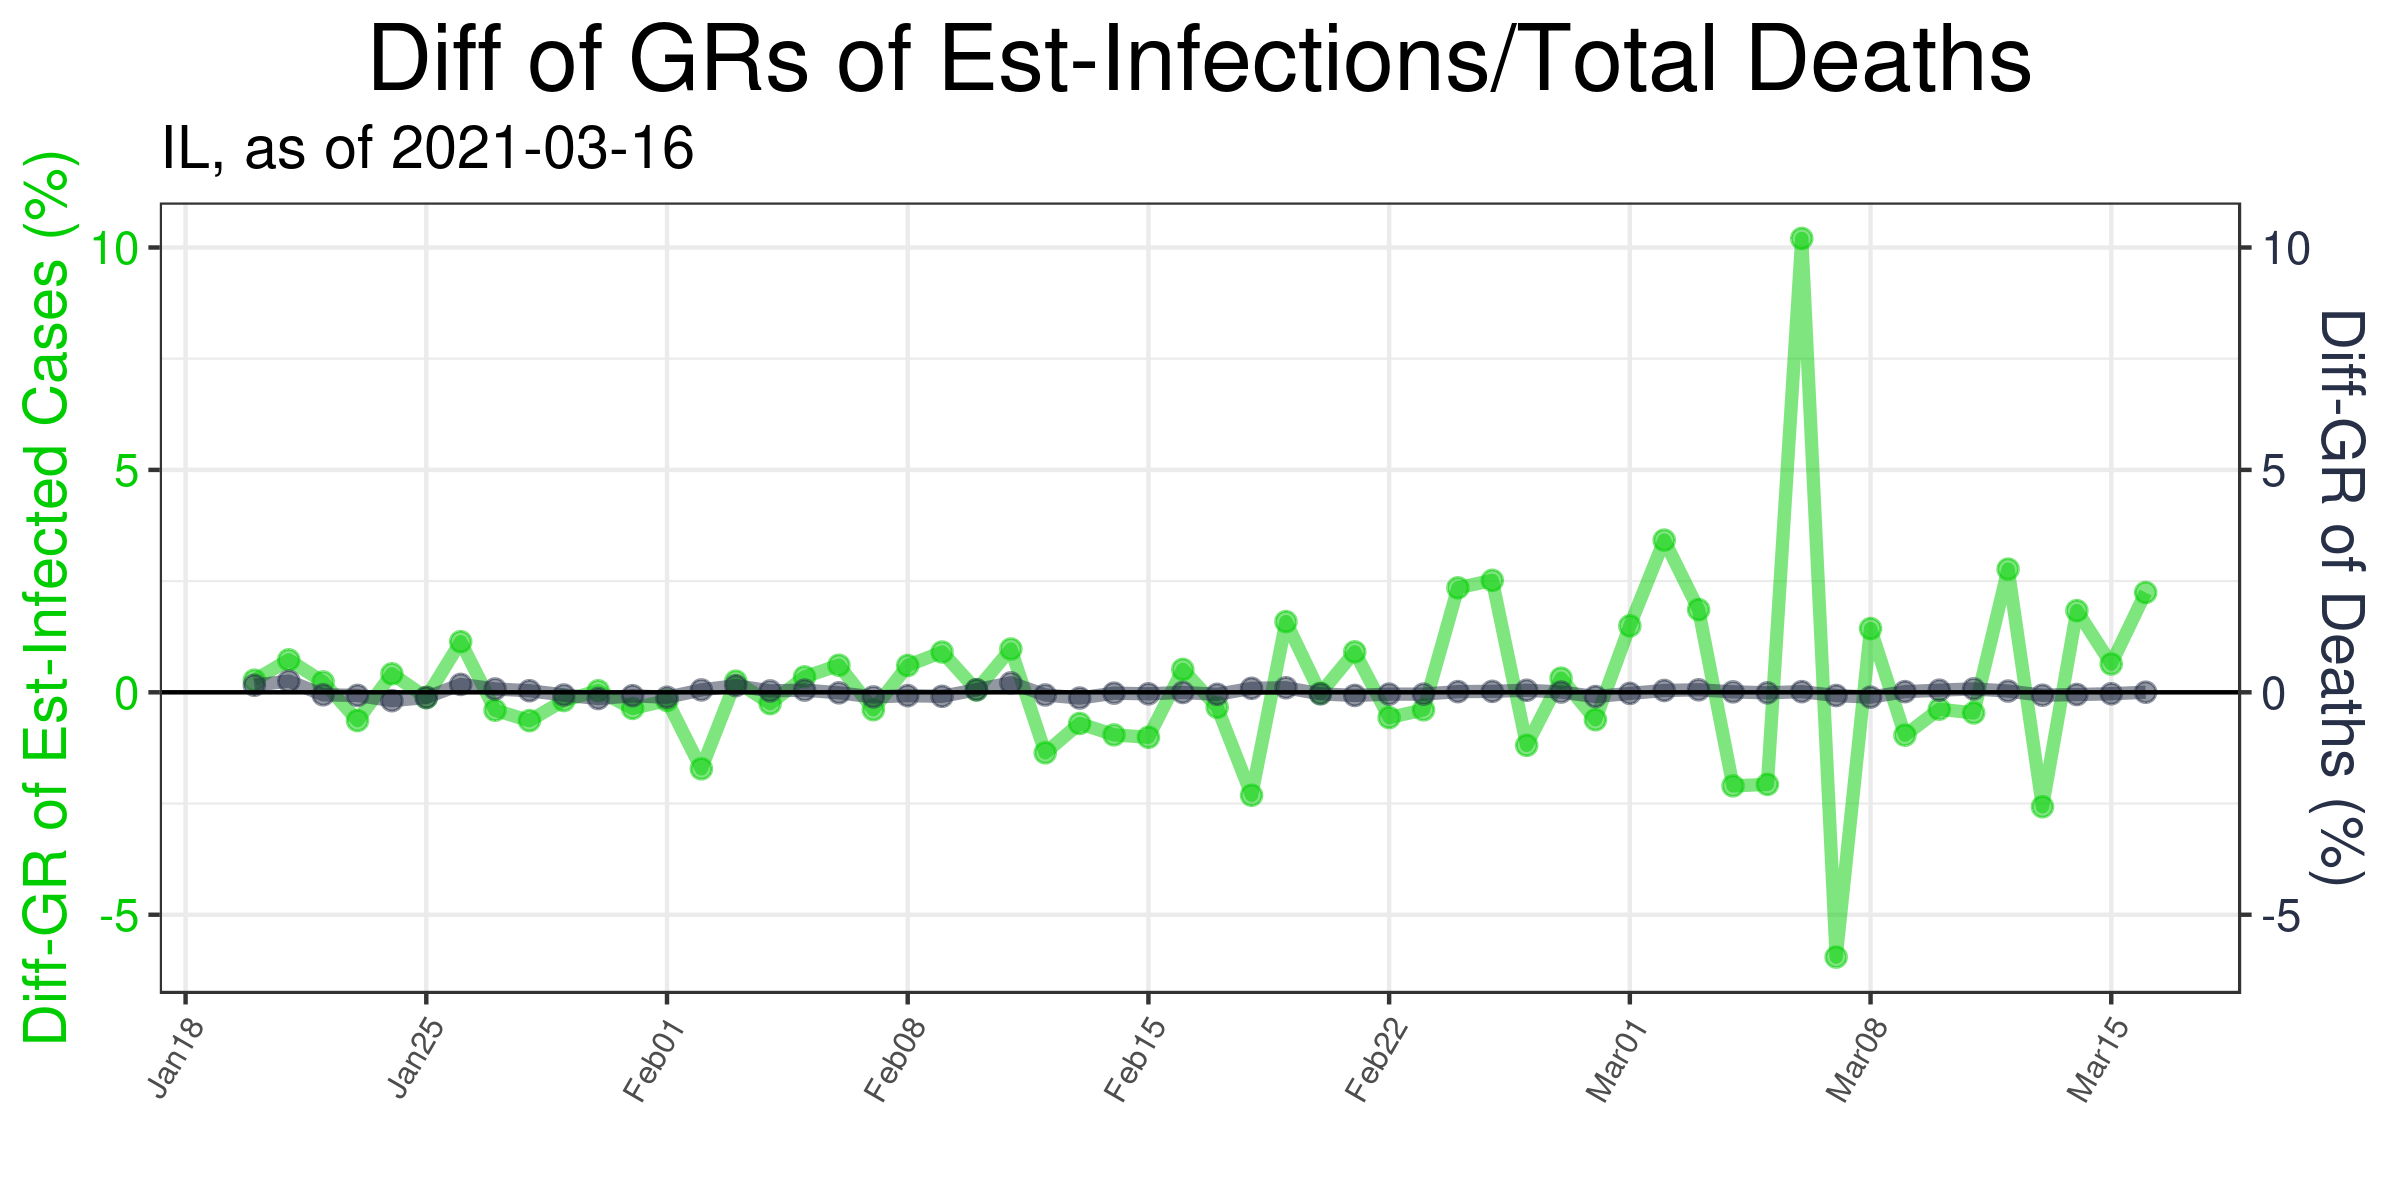 Diff of GRs of Est-Infections/Total Deaths
IL, as of 2021-03-16
Diff-GR of Est-Infected Cases (%)
10
5
0
-5
10
5
0
-5
Diff-GR of Deaths (%)
Jan18
Jan25
Feb01
Feb08
Feb15
Feb22
Mar01
Mar08
Mar15